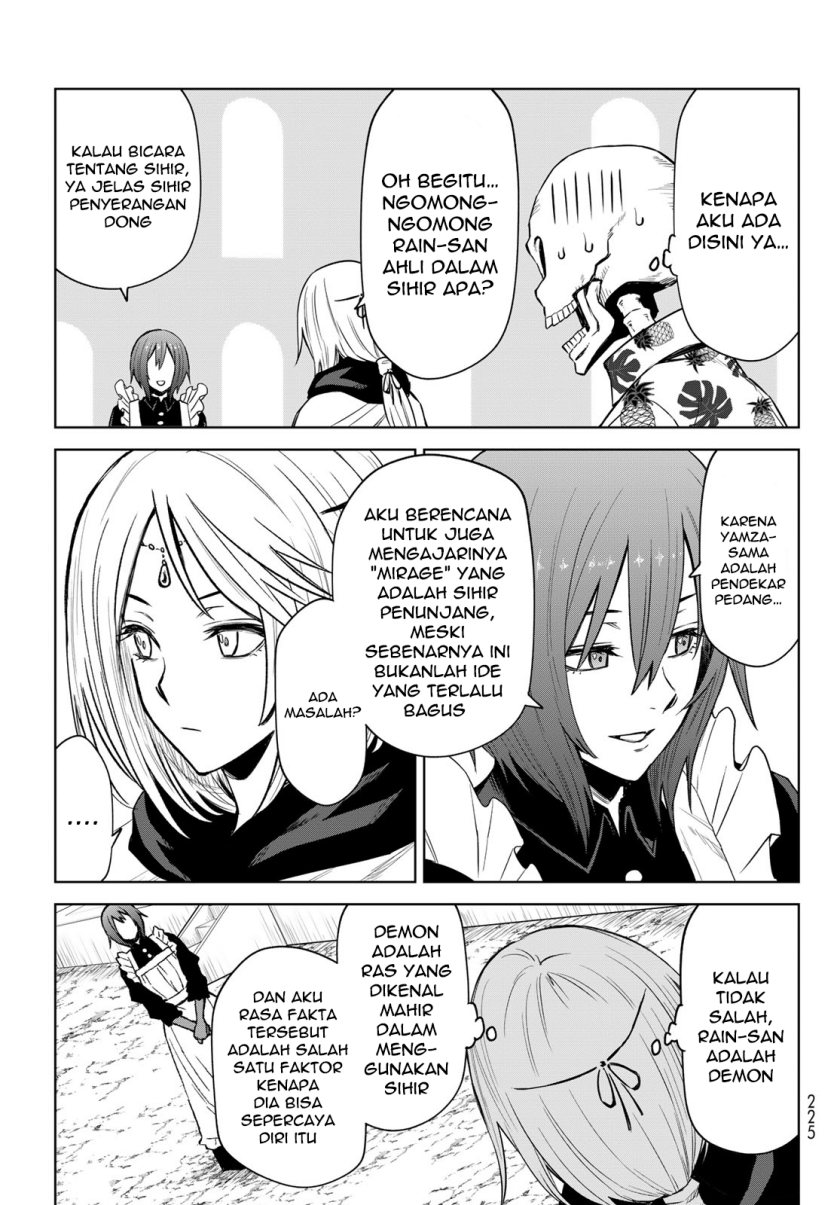 KENAPA
AKU ADA
DISINI YA...
OH BEGITU...
NGOMONG-
NGOMONG
RAIN-SAN
AHLI DALAM
SIHIR APA?
KALAU BICARA
TENTANG SIHIR,
YA JELAS SIHIR
PENYERANGAN
DONG
KARENA
YAMZA-
SAMA
ADALAH
PENDEKAR
PEDANG...
AKU BERENCANA
UNTUK JUGA
MENGAJARINYA
"MIRAGE" YANG
ADALAH SIHIR
PENUNJANG,
MESKI
SEBENARNYA INI
BUKANLAH IDE
YANG TERLALU
BAGUS
ADA
MASALAH?
....
KALAU
TIDAK
SALAH,
RAIN-SAN
ADALAH
DEMON
DEMON
ADALAH
RAS YANG
DIKENAL
MAHIR
DALAM
MENG-
GUNAKAN
SIHIR
DAN AKU
RASA FAKTA
TERSEBUT
ADALAH SALAH
SATU FAKTOR
KENAPA
DIA BISA
SEPERCAYA
DIRI ITU
225